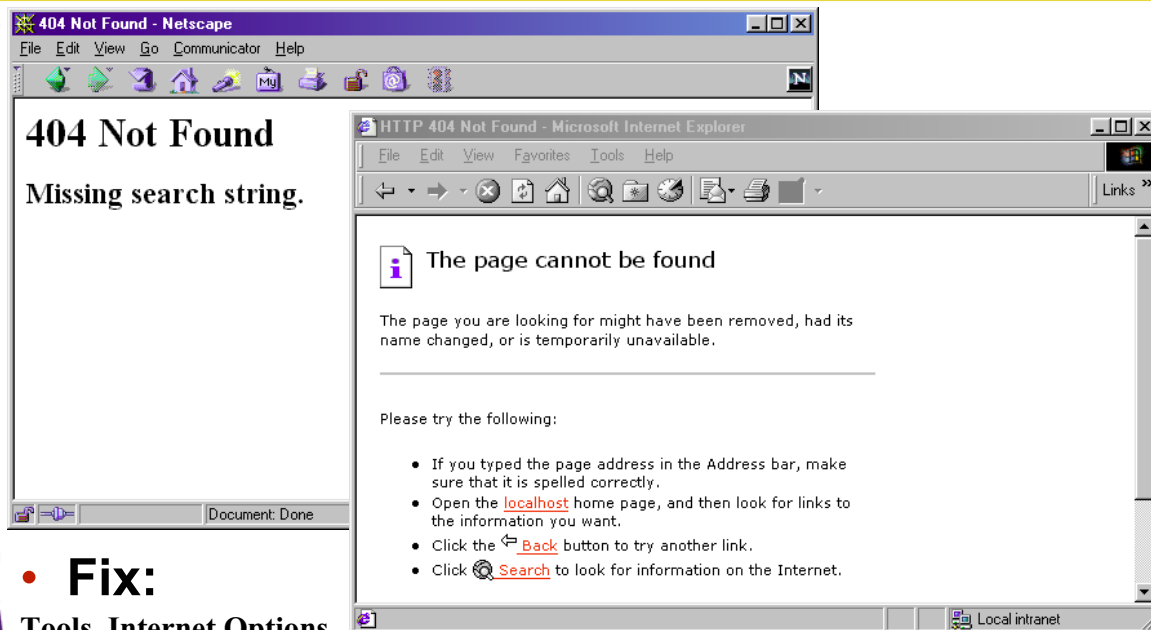 404 Not Found - Netscape
File Edit View Go Communicator Help
My
N
404 Not Found
Missing search string.
Document: Done
HTTP 404 Not Found - Microsoft Internet Explorer
File Edit View Favorites Tools Help
Links »
The page cannot be found
The page you are looking for might have been removed, had its
name changed, or is temporarily unavailable.
Please try the following:
• If you typed the page address in the Address bar, make
sure that it is spelled correctly.
• Open the localhost home page, and then look for links to
the information you want.
• Click the Back button to try another link.
• Click Search to look for information on the Internet.
Local intranet
• Fix:
Tools, Internet Options